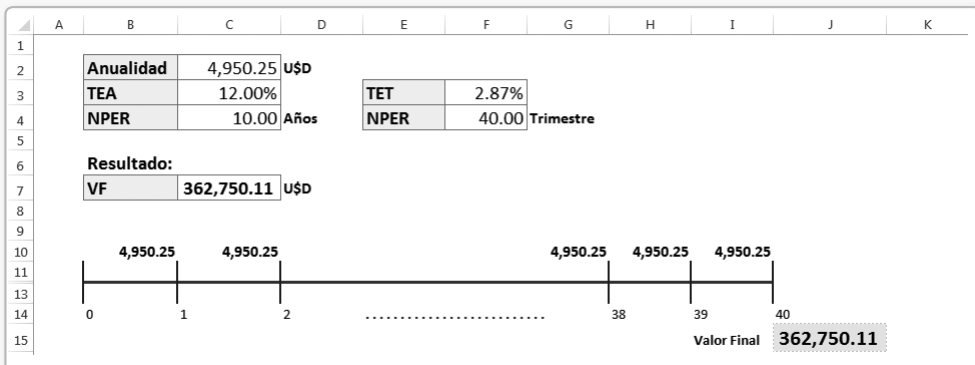 A B C D E F G H I J K
1
2 Anualidad 4,950.25 U$D
3 TEA 12.00% TET 2.87%
4 NPER 10.00 Años NPER 40.00 Trimestre
5
6 Resultado:
7 VF 362,750.11 U$D
8
9
10 4,950.25 4,950.25 4,950.25 4,950.25 4,950.25
11
13
14 0 1 2 ......................... 38 39 40
15 Valor Final 362,750.11